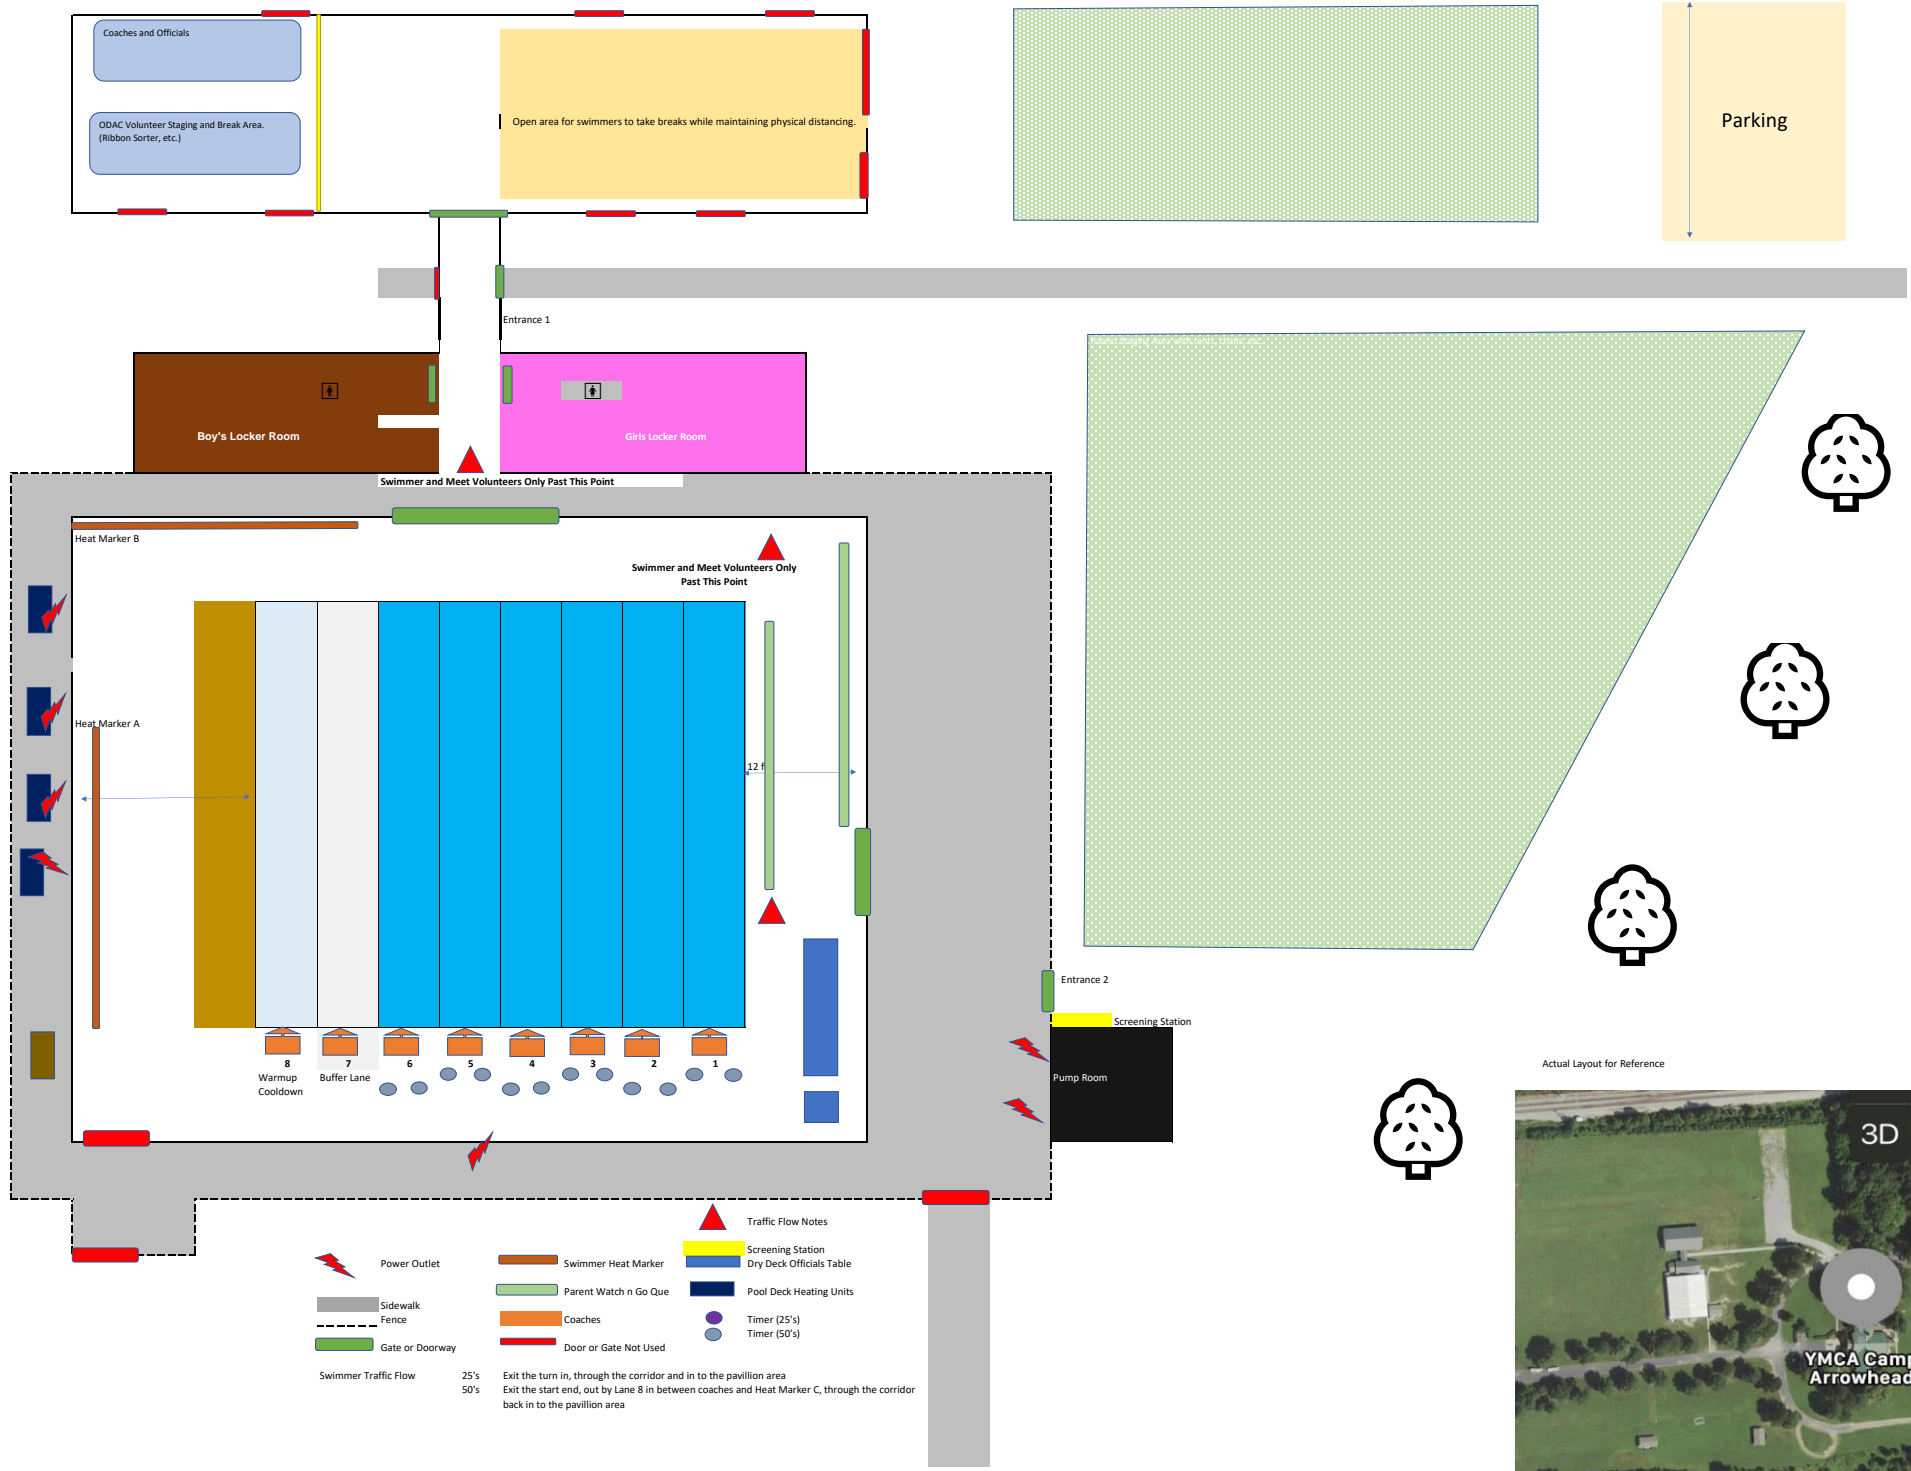 Coaches and Officials
ODAC Volunteer Staging and Break Area.
(Ribbon Sorter, etc.)
Open area for swimmers to take breaks while maintaining physical distancing.
Parking
Entrance 1
Parent Staging Area with tents, chairs, etc.
Boy's Locker Room
Girls Locker Room
Swimmer and Meet Volunteers Only Past This Point
Heat Marker B
Swimmer and Meet Volunteers Only
Past This Point
Heat Marker A
12 f
Entrance 2
Screening Station
Pump Room
8
7
6
5
4
3
2
1
Warmup
Cooldown
Buffer Lane
Actual Layout for Reference
3D
YMCA Camp
Arrowhead
Traffic Flow Notes
Power Outlet
Swimmer Heat Marker
Screening Station
Dry Deck Officials Table
Parent Watch n Go Que
Pool Deck Heating Units
Sidewalk
Fence
Coaches
Timer (25's)
Timer (50's)
Gate or Doorway
Door or Gate Not Used
Swimmer Traffic Flow
25's
Exit the turn in, through the corridor and in to the pavillion area
50's
Exit the start end, out by Lane 8 in between coaches and Heat Marker C, through the corridor
back in to the pavillion area